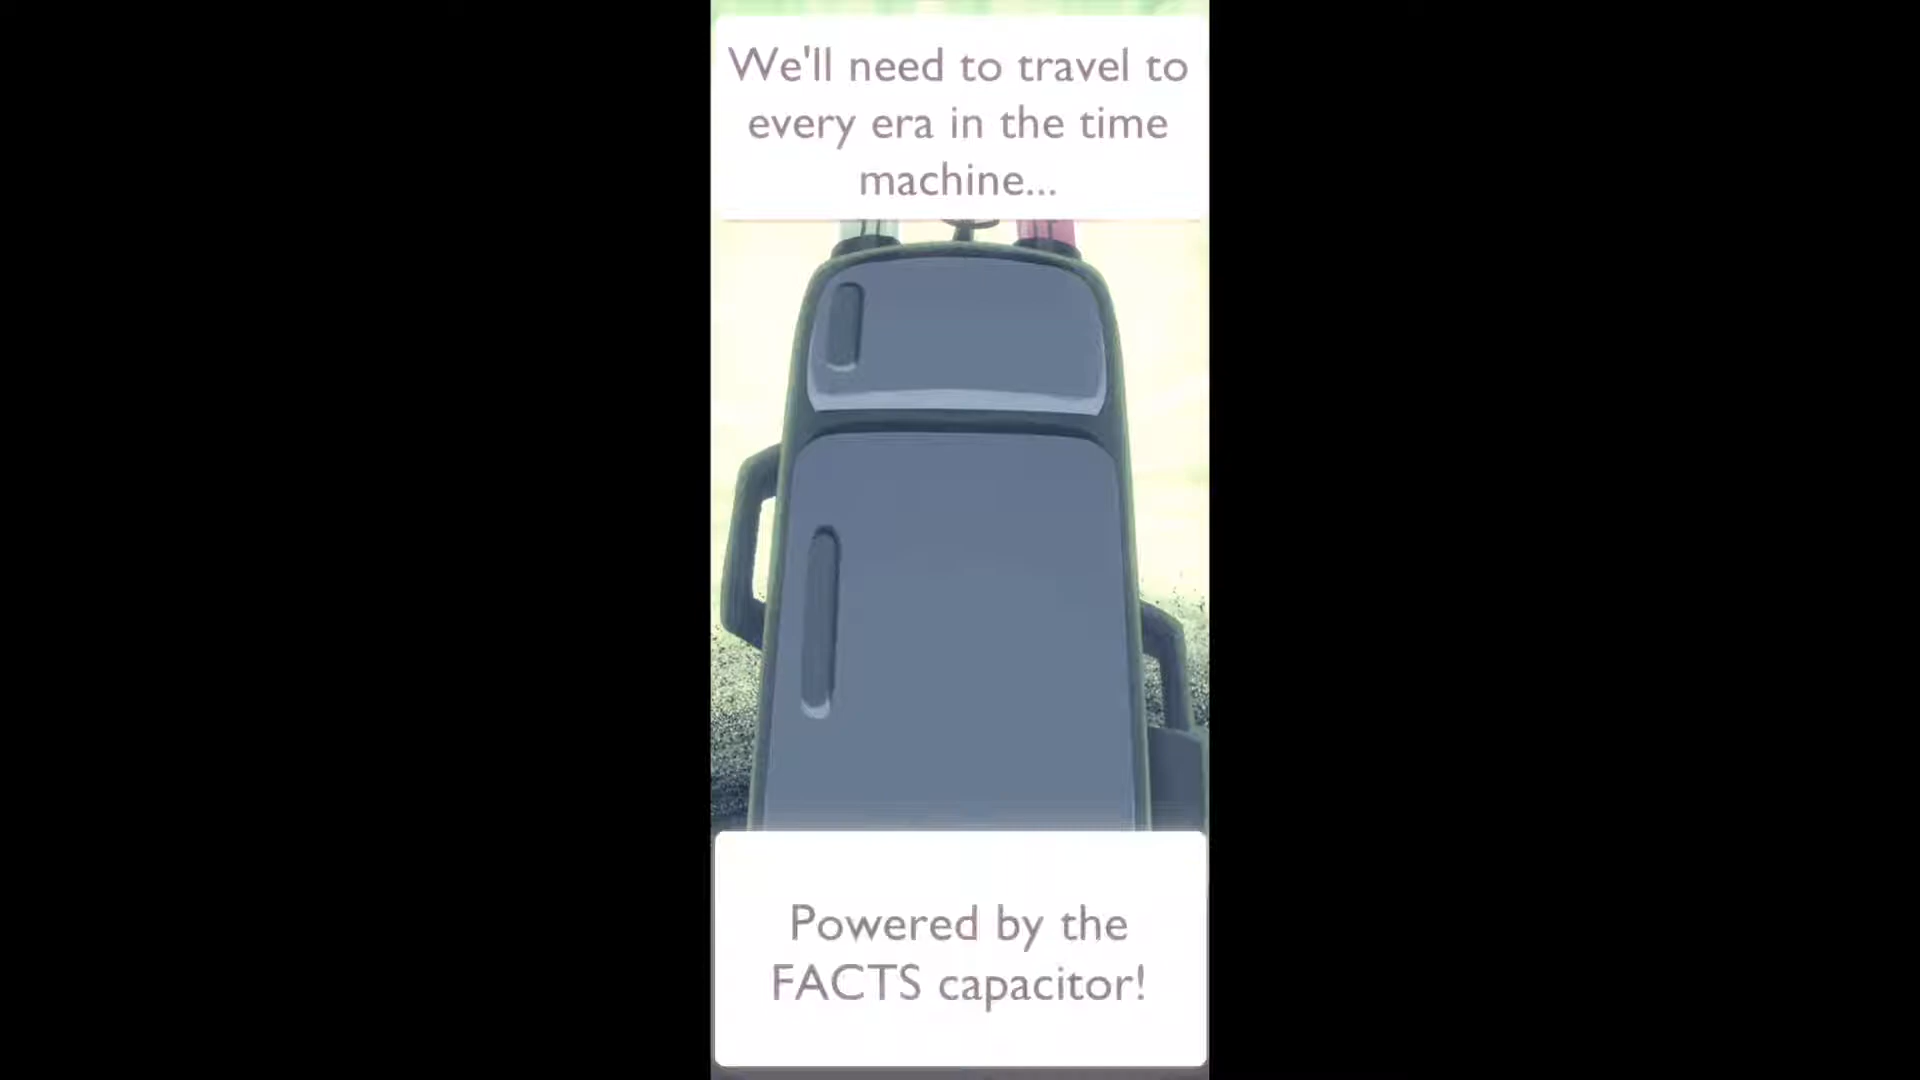 We'll need to travel to
every era in the time
machine...
Powered by the
FACTS capacitor!